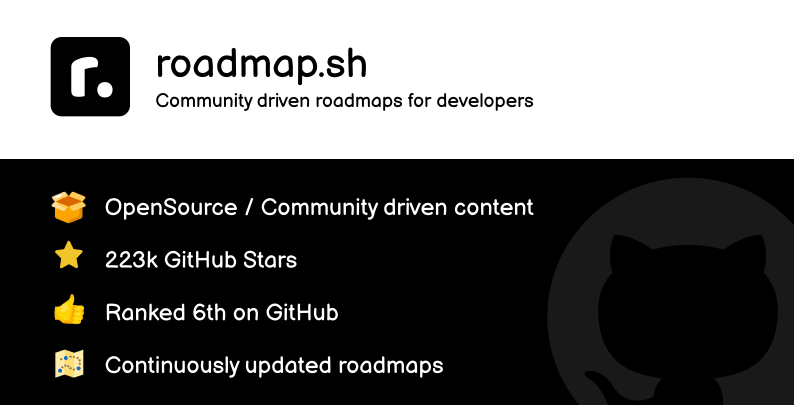 r.
roadmap.sh
Community driven roadmaps for developers
OpenSource / Community driven content
223k GitHub Stars
Ranked 6th on GitHub
Continuously updated roadmaps